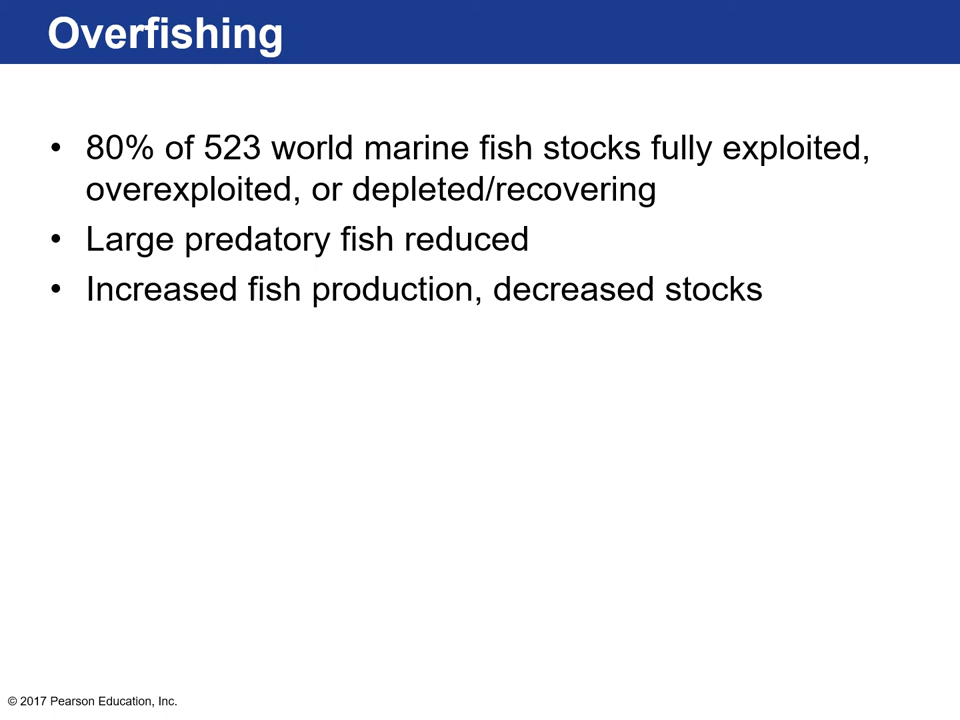 Overfishing
• 80% of 523 world marine fish stocks fully exploited,
overexploited, or depleted/recovering
• Large predatory fish reduced
• Increased fish production, decreased stocks
© 2017 Pearson Education, Inc.